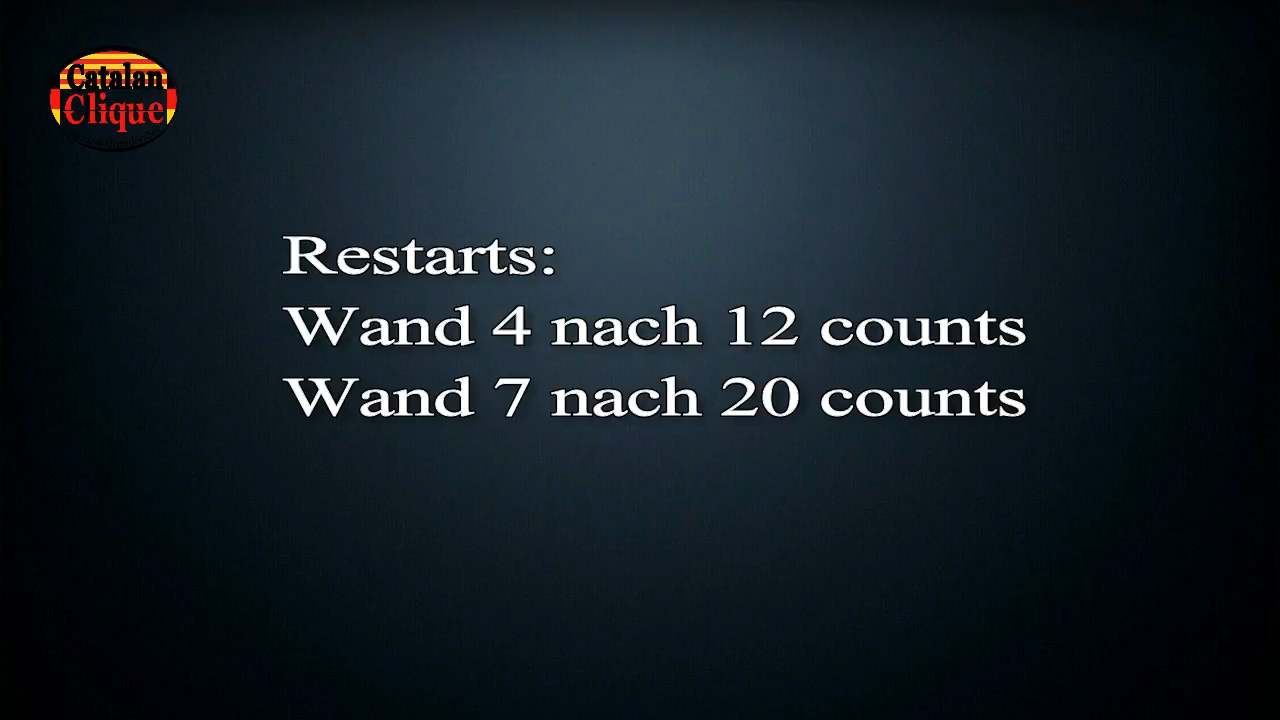 Catalan
Clique
Restarts:
Wand 4 nach 12 counts
Wand 7 nach 20 counts